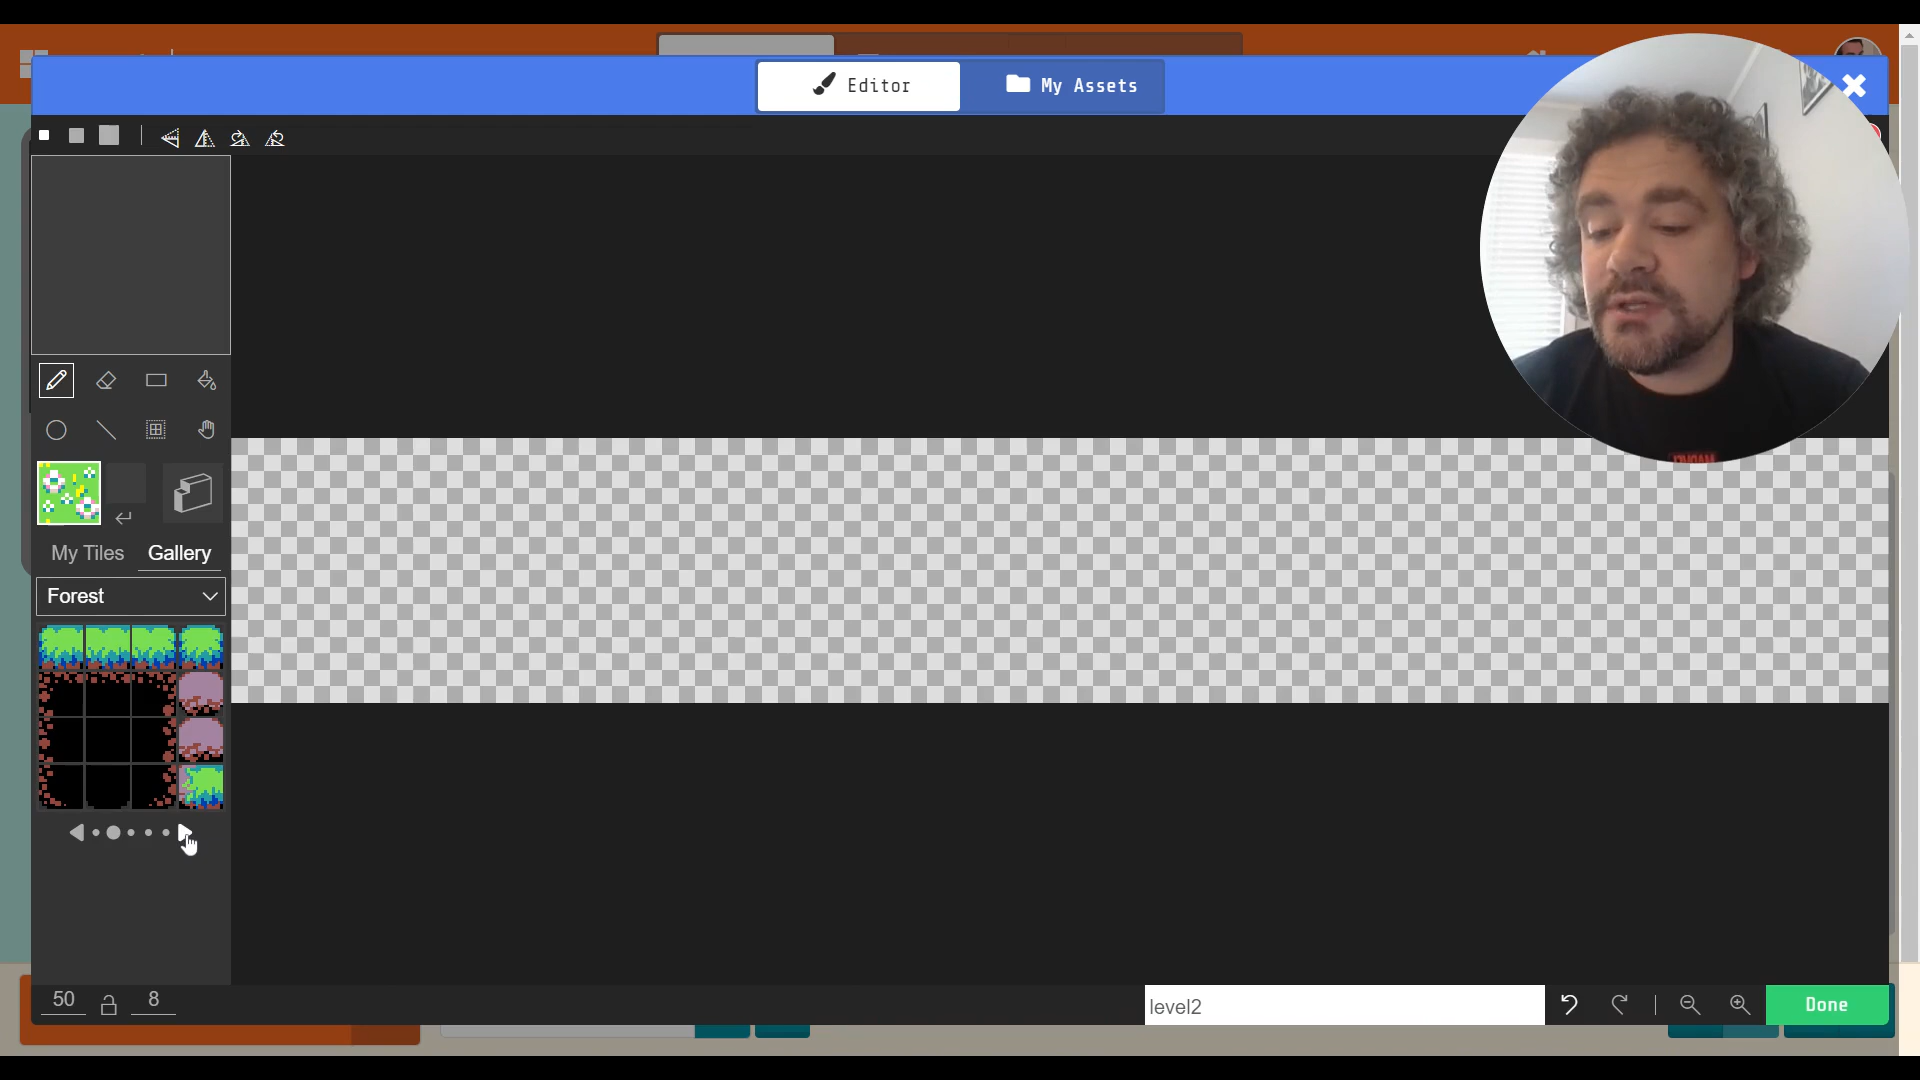 Editor
My Assets
My Tiles
Gallery
Forest
50
8
level2
Done